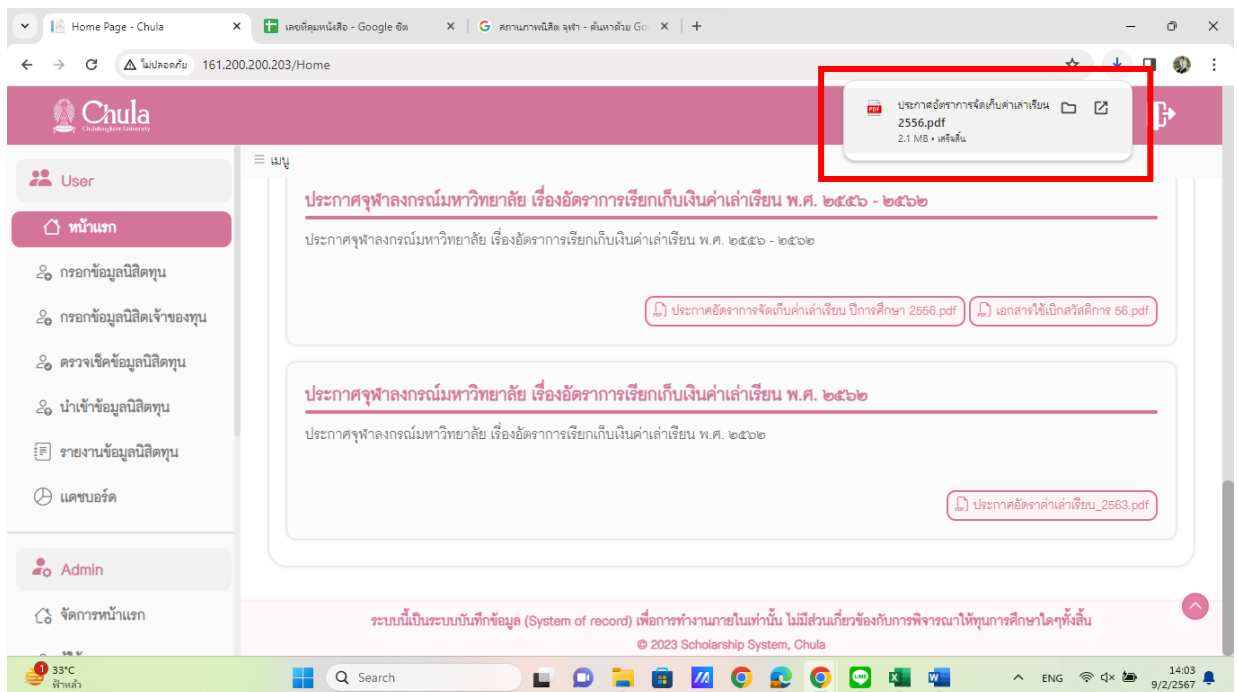 Home Page - Chula
เลขที่คุมหนังสือ - Google ชีต
สถานภาพนิสิต จุฬา - ค้นหาด้วย Go
ไม่ปลอดภัย
161.200.200.203/Home
Chula
Chulalongkorn University
PDF
ประกาศอัตราการจัดเก็บค่าเล่าเรียน
2556.pdf
2.1 MB • เสร็จสิ้น
เมนู
User
หน้าแรก
กรอกข้อมูลนิสิตทุน
กรอกข้อมูลนิสิตเจ้าของทุน
ตรวจเช็คข้อมูลนิสิตทุน
นำเข้าข้อมูลนิสิตทุน
รายงานข้อมูลนิสิตทุน
แดชบอร์ด
Admin
จัดการหน้าแรก
ประกาศจุฬาลงกรณ์มหาวิทยาลัย เรื่องอัตราการเรียกเก็บเงินค่าเล่าเรียน พ.ศ. ๒๕๕๖ - ๒๕๖๒
ประกาศจุฬาลงกรณ์มหาวิทยาลัย เรื่องอัตราการเรียกเก็บเงินค่าเล่าเรียน พ.ศ. ๒๕๕๖ - ๒๕๖๒
ประกาศอัตราการจัดเก็บค่าเล่าเรียน ปีการศึกษา 2556.pdf
เอกสารใช้เบิกสวัสดิการ 56.pdf
ประกาศจุฬาลงกรณ์มหาวิทยาลัย เรื่องอัตราการเรียกเก็บเงินค่าเล่าเรียน พ.ศ. ๒๕๖๒
ประกาศจุฬาลงกรณ์มหาวิทยาลัย เรื่องอัตราการเรียกเก็บเงินค่าเล่าเรียน พ.ศ. ๒๕๖๒
ประกาศอัตราค่าเล่าเรียน_2563.pdf
ระบบนี้เป็นระบบบันทึกข้อมูล (System of record) เพื่อการทำงานภายในเท่านั้น ไม่มีส่วนเกี่ยวข้องกับการพิจารณาให้ทุนการศึกษาใดๆทั้งสิ้น
© 2023 Scholarship System, Chula
1
33°C
ฟ้าหลัว
Search
ENG
14:03
9/2/2567